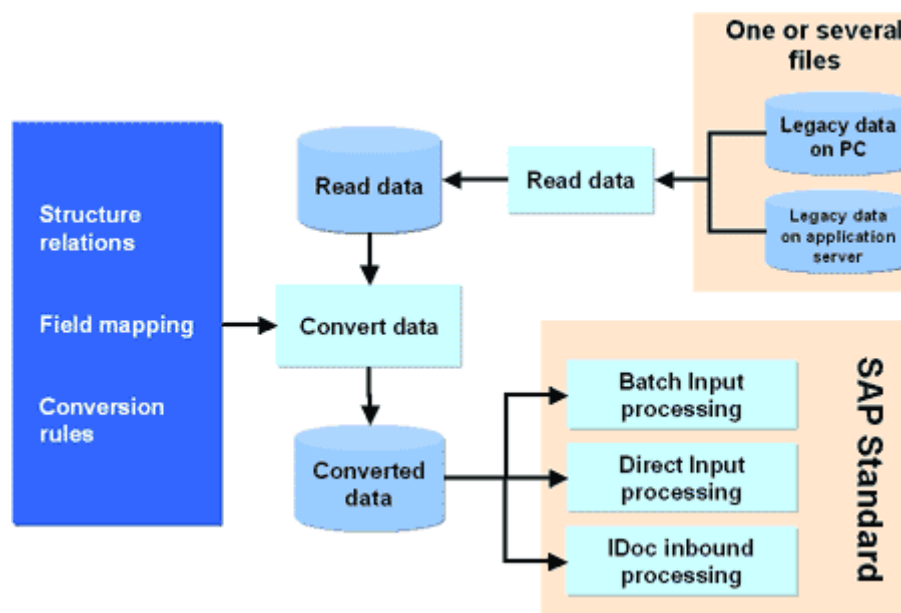 One or several
files
Legacy data
on PC
Read data
Read data
Legacy data
on application
server
Structure
relations
Field mapping
Convert data
Conversion
rules
Batch Input
processing
Converted
data
Direct Input
processing
IDoc inbound
processing
SAP Standard